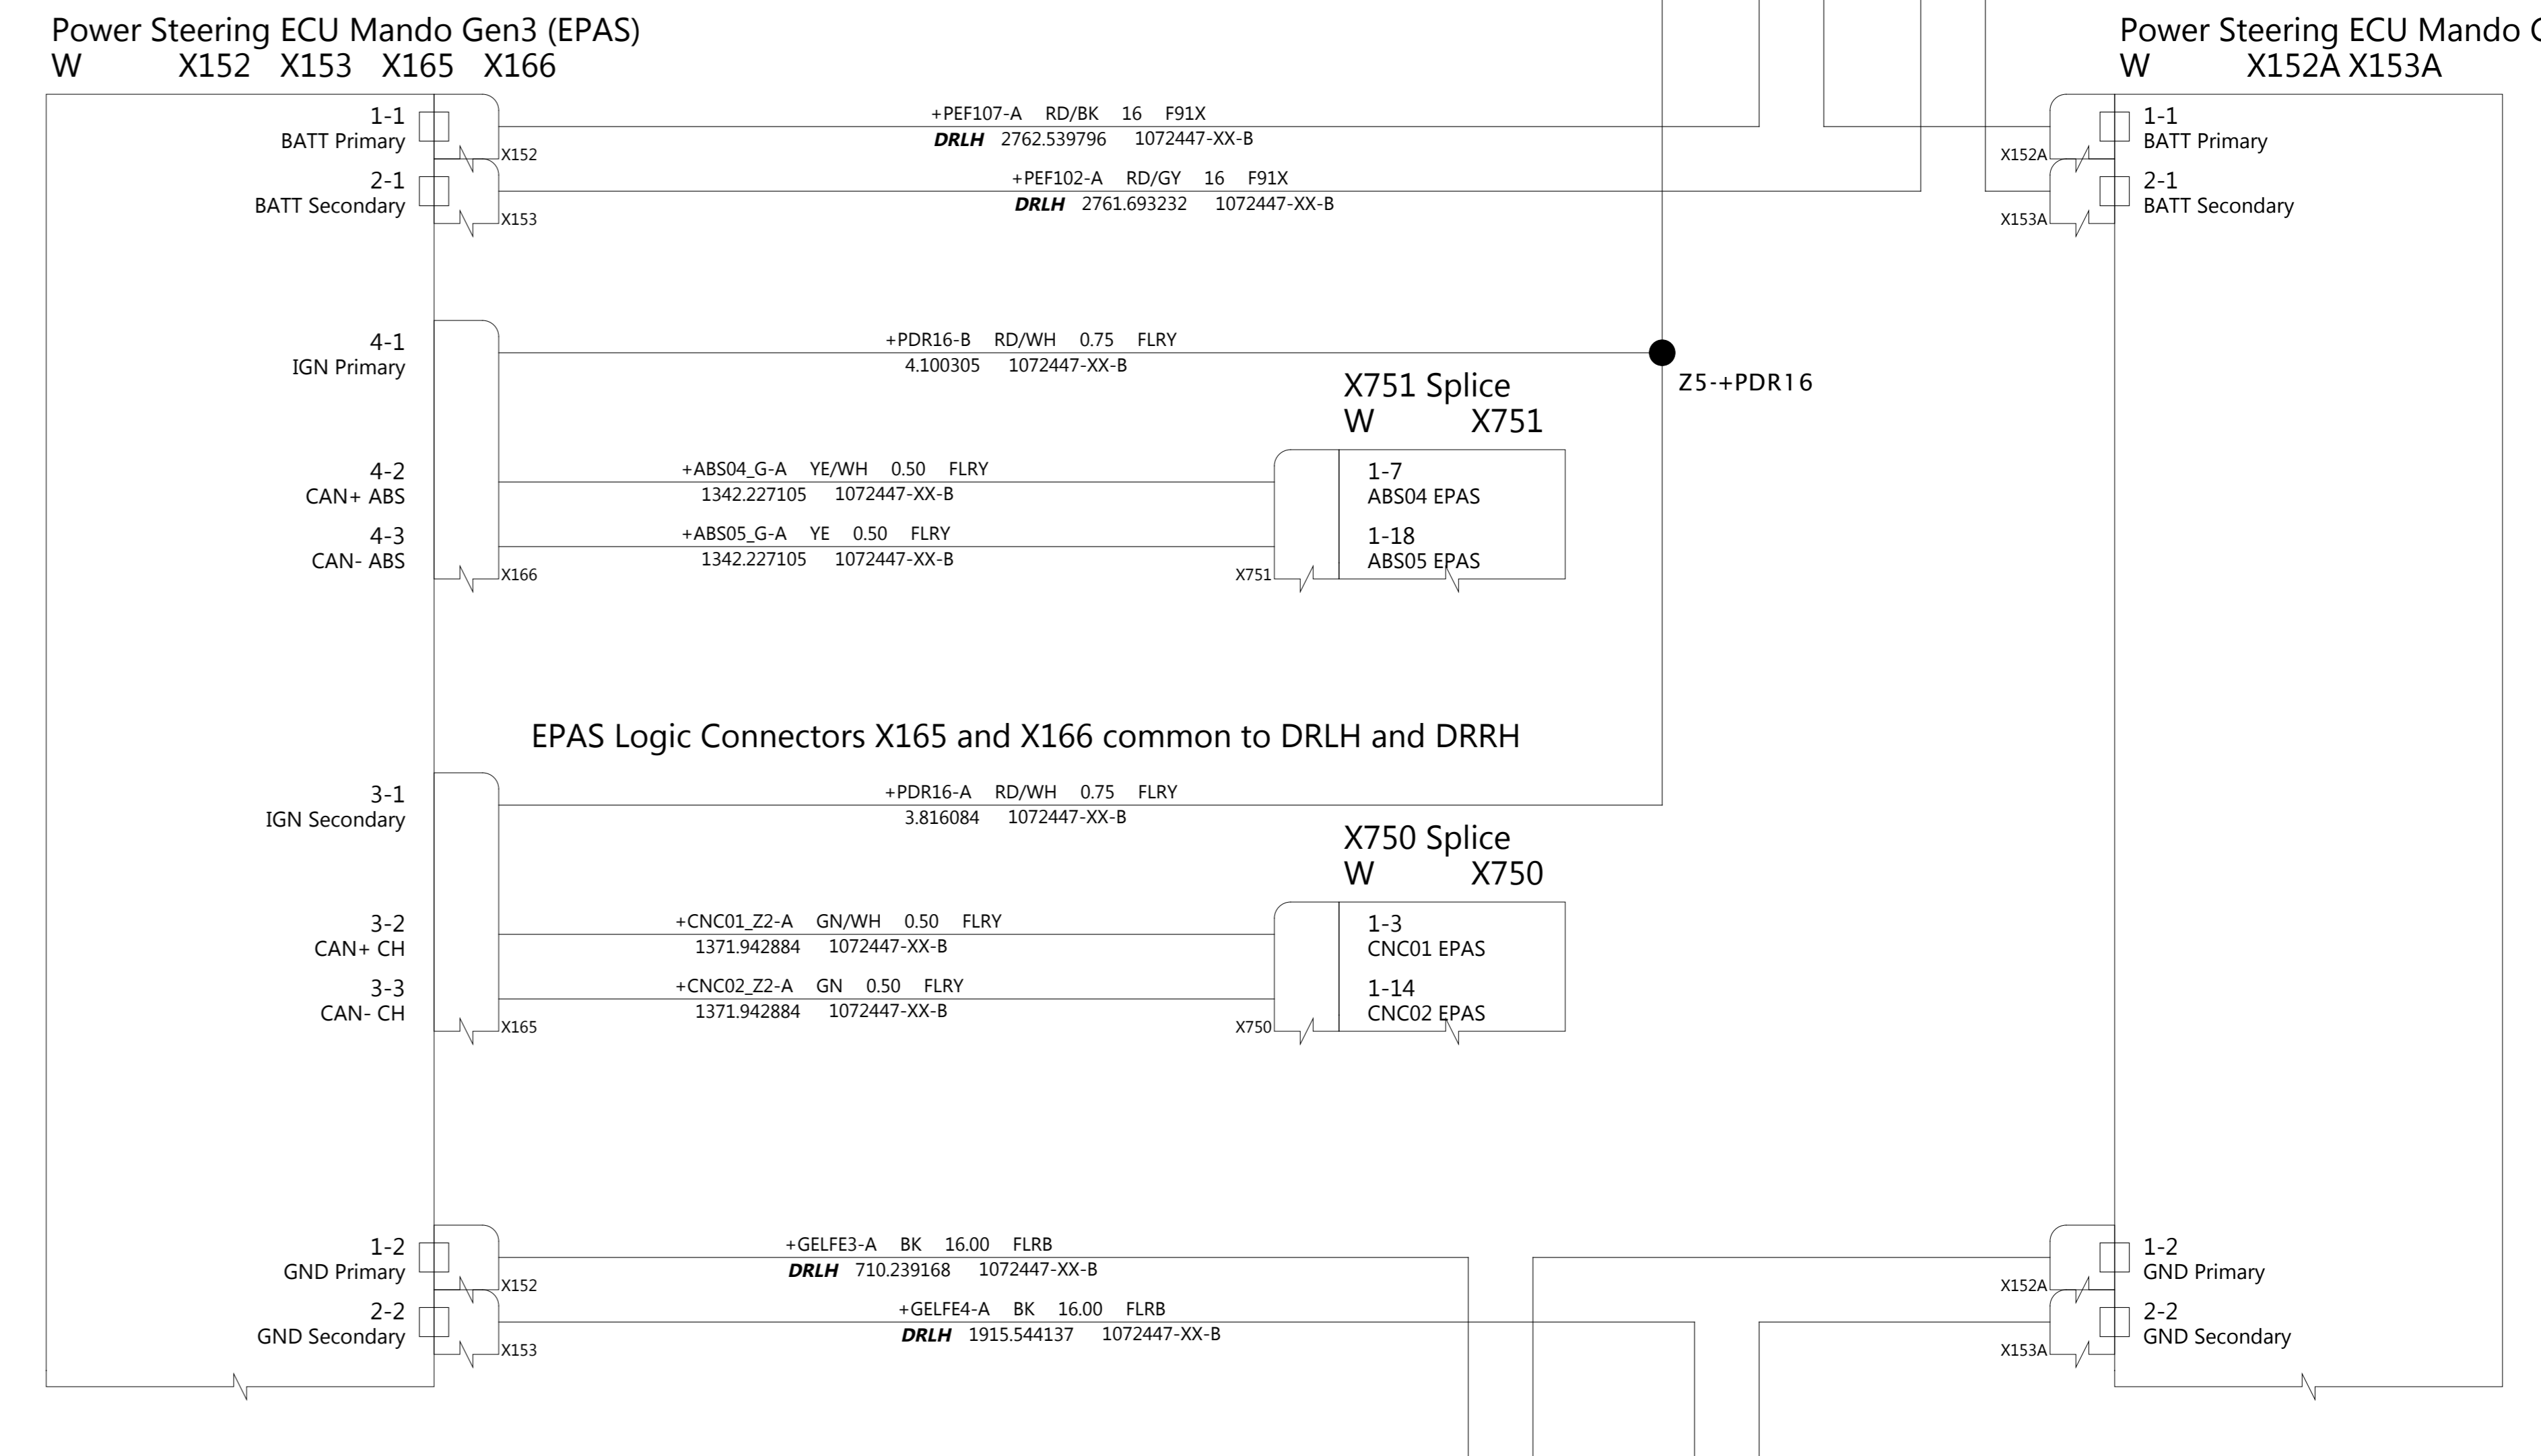 Power Steering ECU Mando Gen3 (EPAS)
W X152 X153 X165 X166
Power Steering ECU Mando
W X152A X153A
1-1
BATT Primary
X152
+PEF107-A RD/BK 16 F91X
DRLH 2762.539796 1072447-XX-B
X152A
1-1
BATT Primary
2-1
BATT Secondary
X153
+PEF102-A RD/GY 16 F91X
DRLH 2761.693232 1072447-XX-B
X153A
2-1
BATT Secondary
4-1
IGN Primary
+PDR16-B RD/WH 0.75 FLRY
4.100305 1072447-XX-B
Z5-+PDR16
X751 Splice
W X751
4-2
CAN+ ABS
+ABS04_G-A YE/WH 0.50 FLRY
1342.227105 1072447-XX-B
1-7
ABS04 EPAS
4-3
CAN- ABS
X166
+ABS05_G-A YE 0.50 FLRY
1342.227105 1072447-XX-B
X751
1-18
ABS05 EPAS
EPAS Logic Connectors X165 and X166 common to DRLH and DRRH
3-1
IGN Secondary
+PDR16-A RD/WH 0.75 FLRY
3.816084 1072447-XX-B
X750 Splice
W X750
3-2
CAN+ CH
+CNC01_Z2-A GN/WH 0.50 FLRY
1371.942884 1072447-XX-B
1-3
CNC01 EPAS
3-3
CAN- CH
X165
+CNC02_Z2-A GN 0.50 FLRY
1371.942884 1072447-XX-B
X750
1-14
CNC02 EPAS
1-2
GND Primary
X152
+GELFE3-A BK 16.00 FLRB
DRLH 710.239168 1072447-XX-B
X152A
1-2
GND Primary
2-2
GND Secondary
X153
+GELFE4-A BK 16.00 FLRB
DRLH 1915.544137 1072447-XX-B
X153A
2-2
GND Secondary